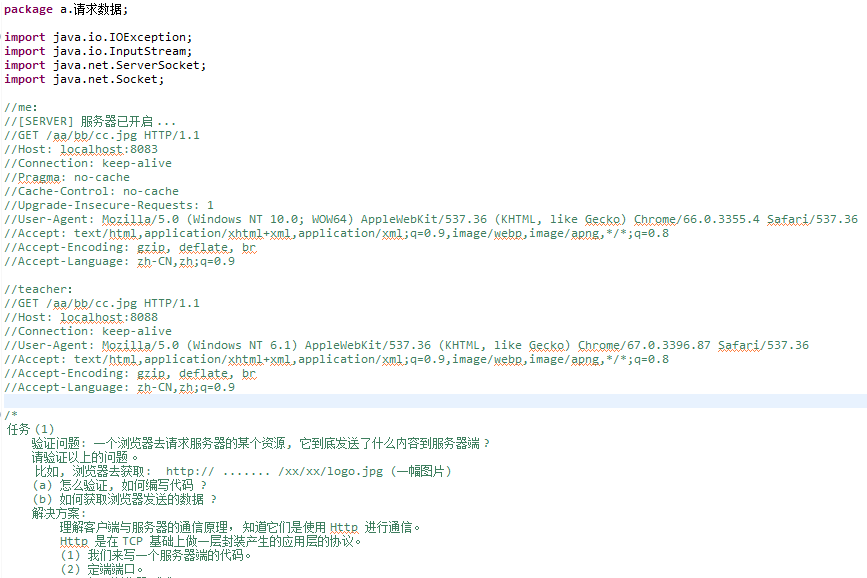 package a.请求数据;
import java.io.IOException;
import java.io.InputStream;
import java.net.ServerSocket;
import java.net.Socket;
//me:
//[SERVER] 服务器已开启...
//GET /aa/bb/cc.jpg HTTP/1.1
//Host: localhost:8083
//Connection: keep-alive
//Pragma: no-cache
//Cache-Control: no-cache
//Upgrade-Insecure-Requests: 1
//User-Agent: Mozilla/5.0 (Windows NT 10.0; WOW64) AppleWebKit/537.36 (KHTML, like Gecko) Chrome/66.0.3355.4 Safari/537.36
//Accept: text/html,application/xhtml+xml,application/xml;q=0.9,image/webp,image/apng,*/*;q=0.8
//Accept-Encoding: gzip, deflate, br
//Accept-Language: zh-CN,zh;q=0.9
//teacher:
//GET /aa/bb/cc.jpg HTTP/1.1
//Host: localhost:8088
//Connection: keep-alive
//User-Agent: Mozilla/5.0 (Windows NT 6.1) AppleWebKit/537.36 (KHTML, like Gecko) Chrome/67.0.3396.87 Safari/537.36
//Accept: text/html,application/xhtml+xml,application/xml;q=0.9,image/webp,image/apng,*/*;q=0.8
//Accept-Encoding: gzip, deflate, br
//Accept-Language: zh-CN,zh;q=0.9
/*
任务(1)
验证问题: 一个浏览器去请求服务器的某个资源, 它到底发送了什么内容到服务器端?
请验证以上的问题。
比如, 浏览器去获取: http:// ....... /xx/xx/logo.jpg (一幅图片)
(a) 怎么验证, 如何编写代码 ?
(b) 如何获取浏览器发送的数据 ?
解决方案:
理解客户端与服务器的通信原理, 知道它们是使用 Http 进行通信。
Http 是在 TCP 基础上做一层封装产生的应用层的协议。
(1) 我们来写一个服务器端的代码。
(2) 定端端口。